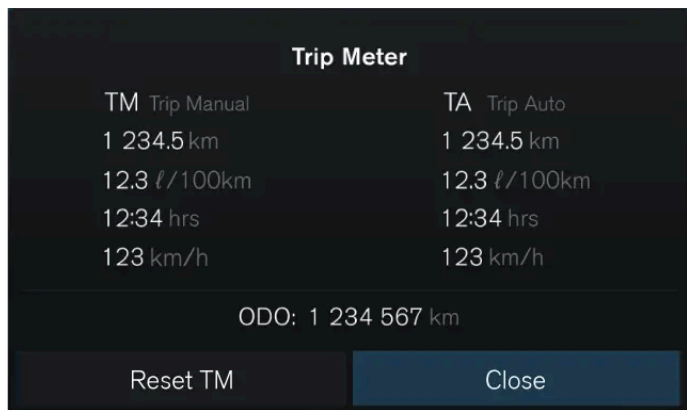 Trip Meter
TM Trip Manual TA Trip Auto
1 234.5 km 1 234.5 km
12.3 ℓ/100km 12.3 ℓ/100km
12:34 hrs 12:34 hrs
123 km/h 123 km/h
ODO: 1 234 567 km
Reset TM Close